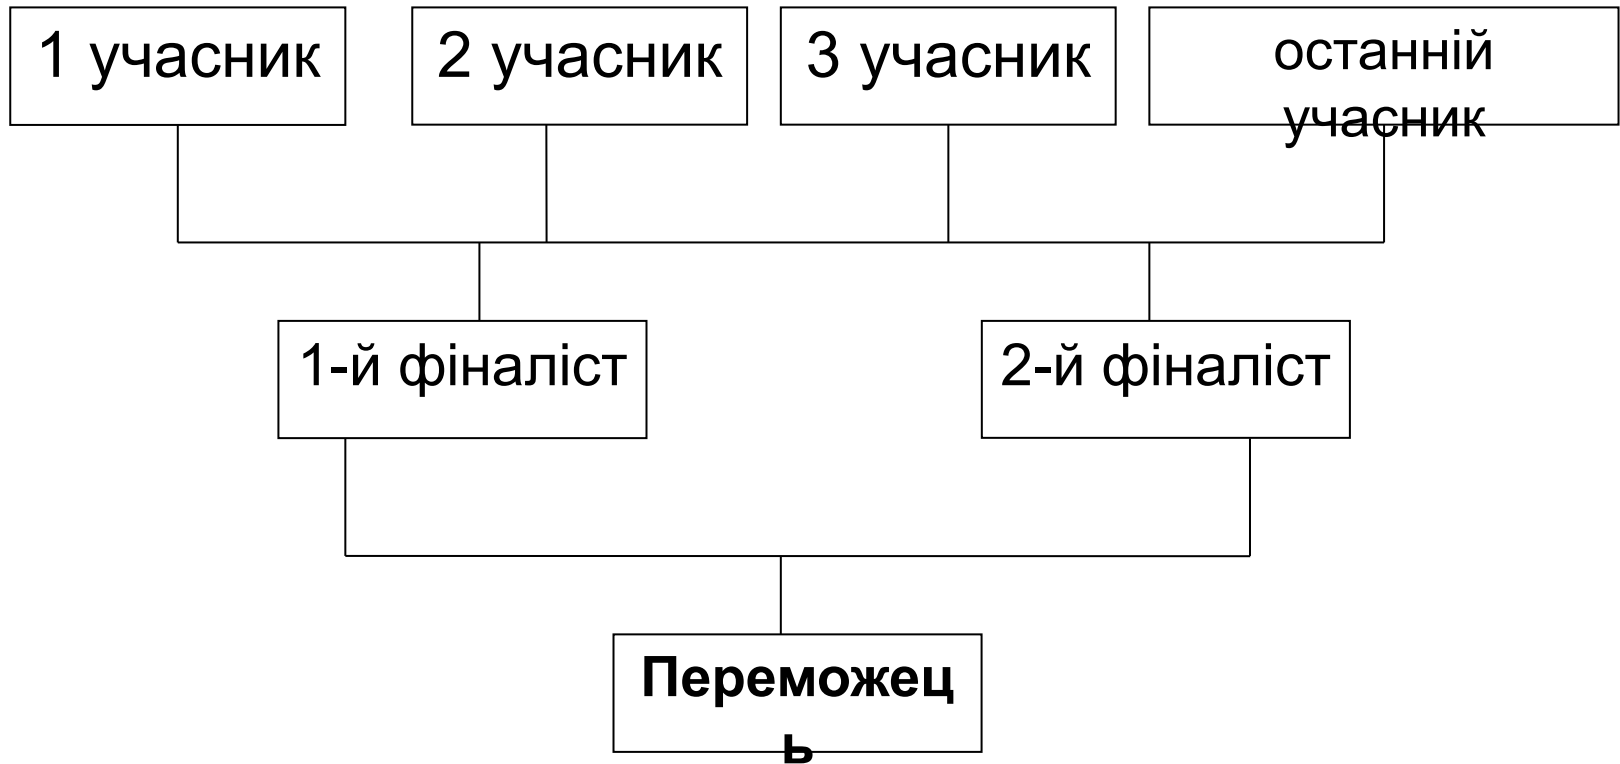 1 учасник
2 учасник
3 учасник
останній
учасник
1-й фіналіст
2-й фіналіст
Переможец
ь